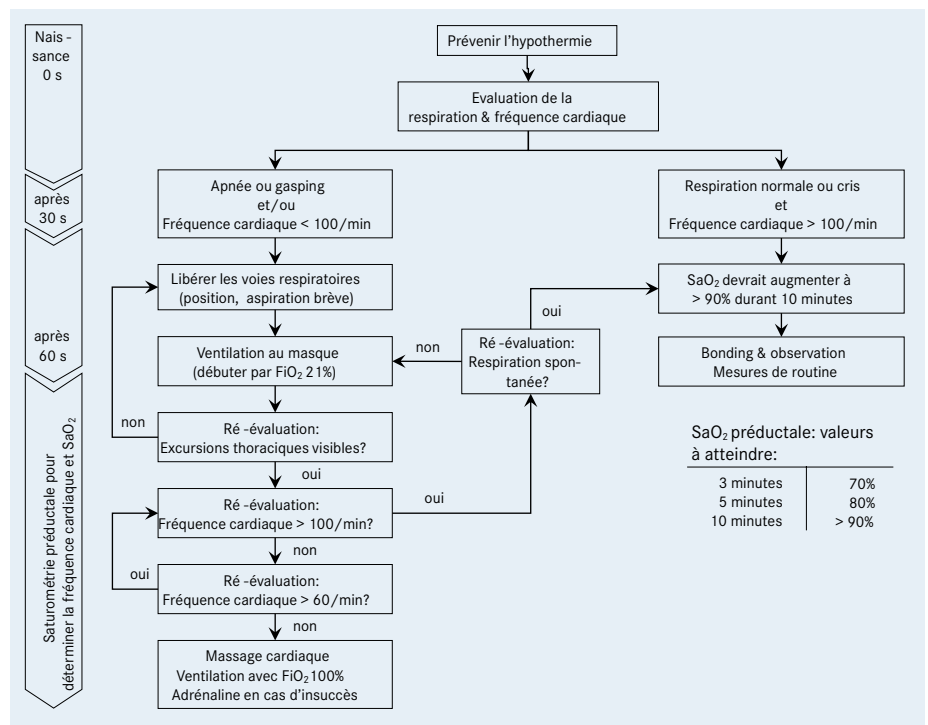 Nais -
sance
0 s
Prévenir l'hypothermie
Evaluation de la
respiration & fréquence cardiaque
après
30 s
Apnée ou gasping
et/ou
Fréquence cardiaque < 100/min
Respiration normale ou cris
et
Fréquence cardiaque > 100/min
Libérer les voies respiratoires
(position, aspiration brève)
SaO₂ devrait augmenter à
> 90% durant 10 minutes
oui
après
60 s
Ventilation au masque
(débuter par FiO₂ 21%)
non
Ré -évaluation:
Respiration spon-
tanée?
Bonding & observation
Mesures de routine
non
Ré -évaluation:
Excursions thoraciques visibles?
oui
SaO₂ préductale: valeurs
à atteindre:
3 minutes 70%
5 minutes 80%
10 minutes > 90%
Ré -évaluation:
Fréquence cardiaque > 100/min?
oui
non
oui
Ré -évaluation:
Fréquence cardiaque > 60/min?
non
Massage cardiaque
Ventilation avec FiO₂ 100%
Adrénaline en cas d'insuccès
Saturométrie préductale pour
déterminer la fréquence cardiaque et SaO₂